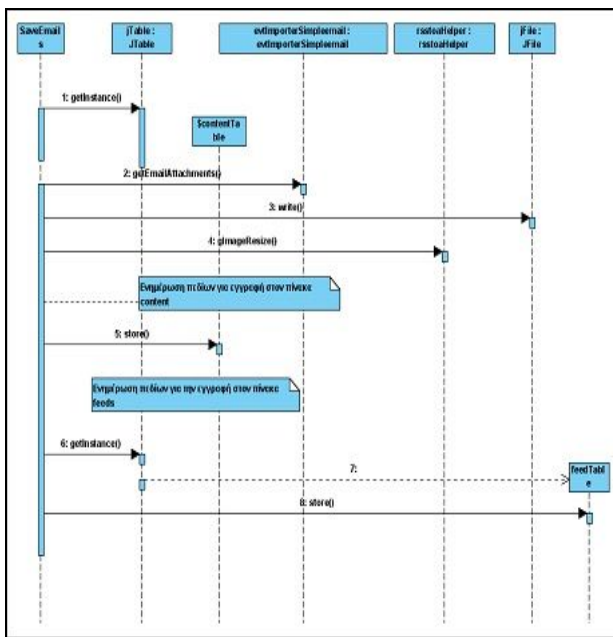 SaveEmail
s
jTable :
JTable
evtImporterSimpleemail :
evtImporterSimpleemail
rsstoaHelper :
rsstoaHelper
jFile :
JFile
1: getInstance()
$contentTa
ble
2: getEmailAttachments()
3: write()
4: gImageResize()
Ενημέρωση πεδίων για εγγραφή στον πίνακα
content
5: store()
Ενημέρωση πεδίων για την εγγραφή στον πίνακα
feeds
6: getInstance()
7:
feedTabl
e
8: store()